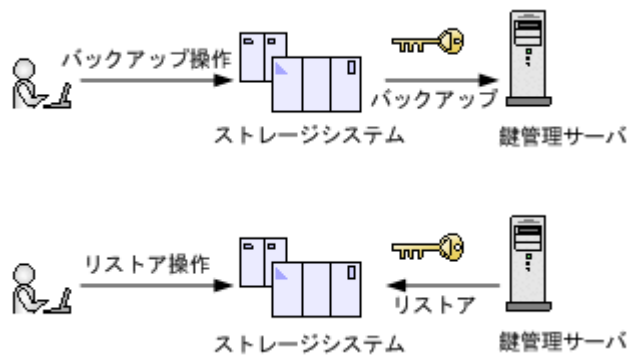 バックアップ操作
バックアップ
ストレージシステム
鍵管理サーバ
リストア操作
リストア
ストレージシステム
鍵管理サーバ